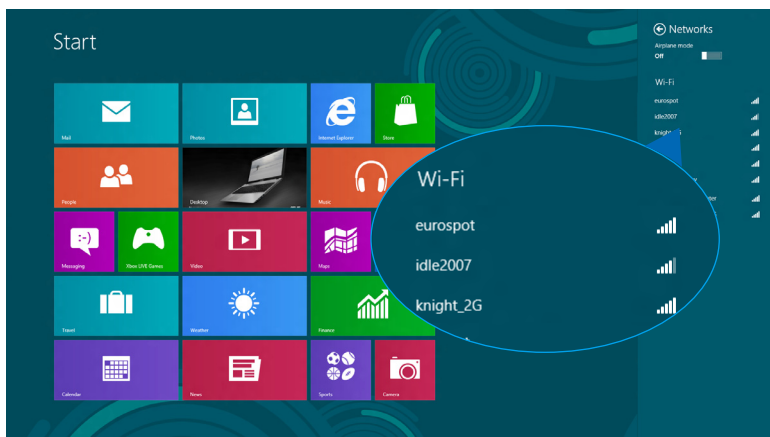 Start
Mail
Photos
Internet Explorer
Store
People
Desktop
Music
Messaging
Xbox LIVE Games
Video
Maps
Travel
Weather
Finance
Calendar
News
Sports
Camera
Networks
Airplane mode
Off
Wi-Fi
eurospot
idle2007
Wi-Fi
eurospot
idle2007
knight_2G